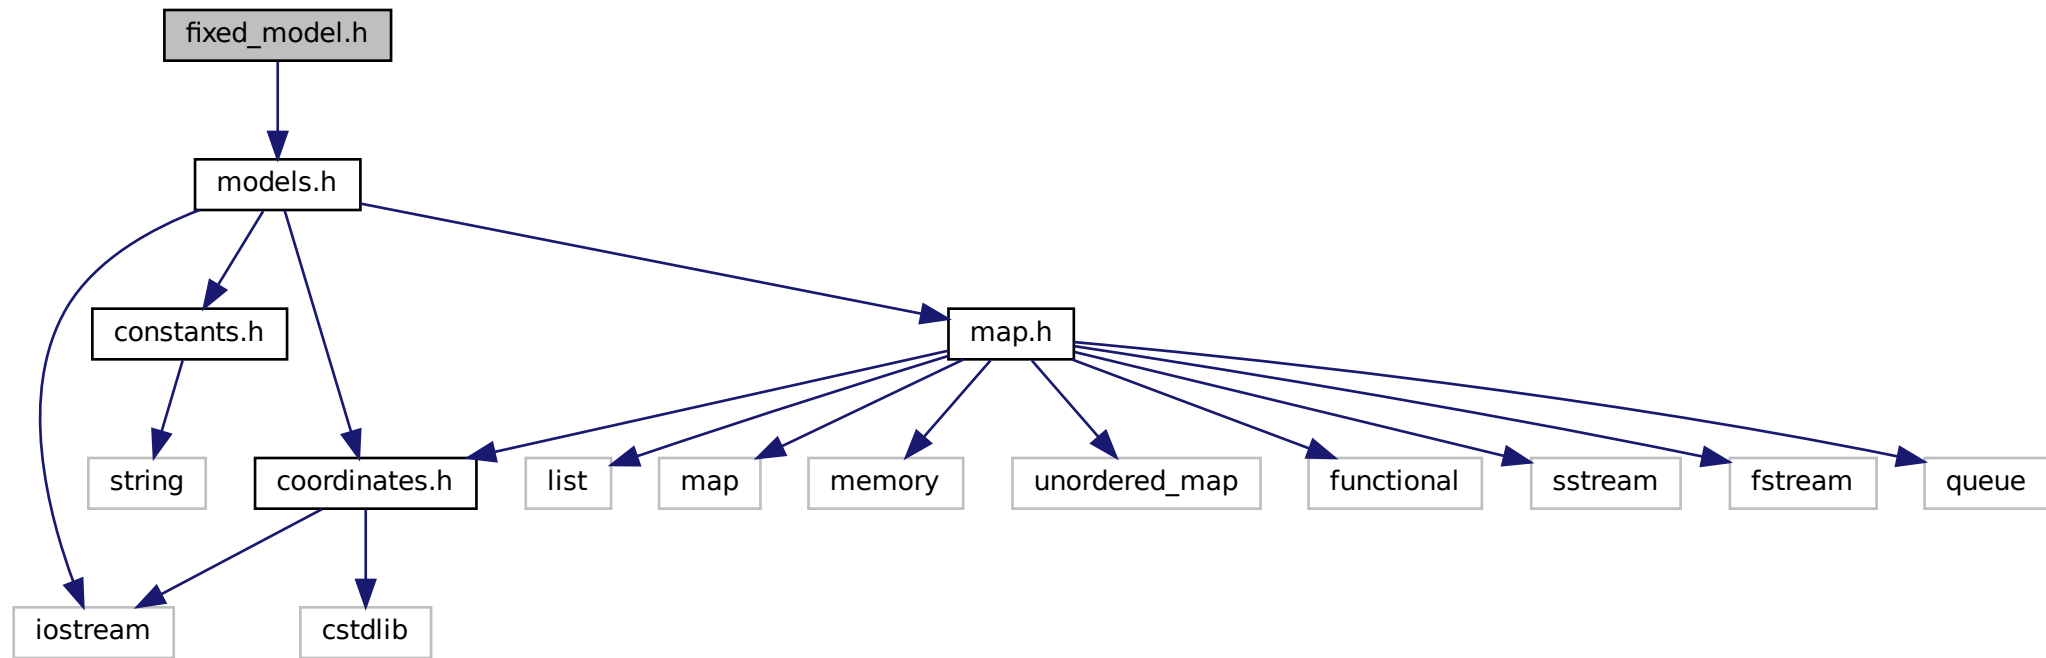 fixed_model.h
models.h
constants.h
map.h
string
coordinates.h
list
map
memory
unordered_map
functional
sstream
fstream
queue
iostream
cstdlib